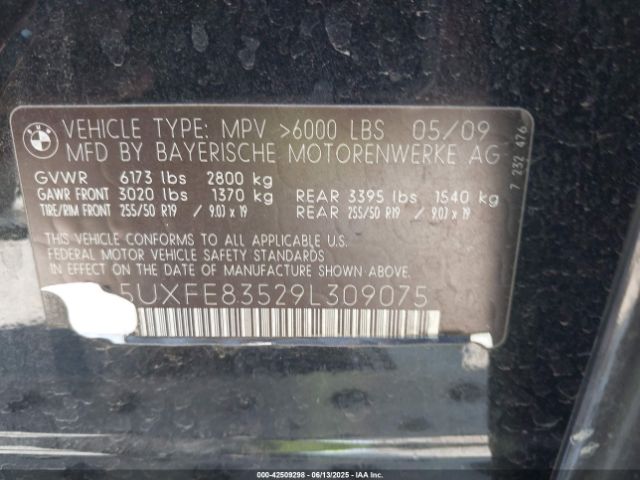 BMW
VEHICLE TYPE: MPV >6000 LBS 05/09
MFD BY BAYERISCHE MOTORENWERKE AG
GVWR 6173 lbs 2800 kg
GAWR FRONT 3020 lbs 1370 kg REAR 3395 lbs 1540 kg
TIRE/RIM FRONT 255/50 R19 / 9.0J x 19 REAR 255/50 R19 / 9.0J x 19
THIS VEHICLE CONFORMS TO ALL APPLICABLE U.S.
FEDERAL MOTOR VEHICLE SAFETY STANDARDS
IN EFFECT ON THE DATE OF MANUFACTURE SHOWN ABOVE
5UXFE83529L309075
7 232 476
000-42509298 - 06/13/2025 - IAAI.COM